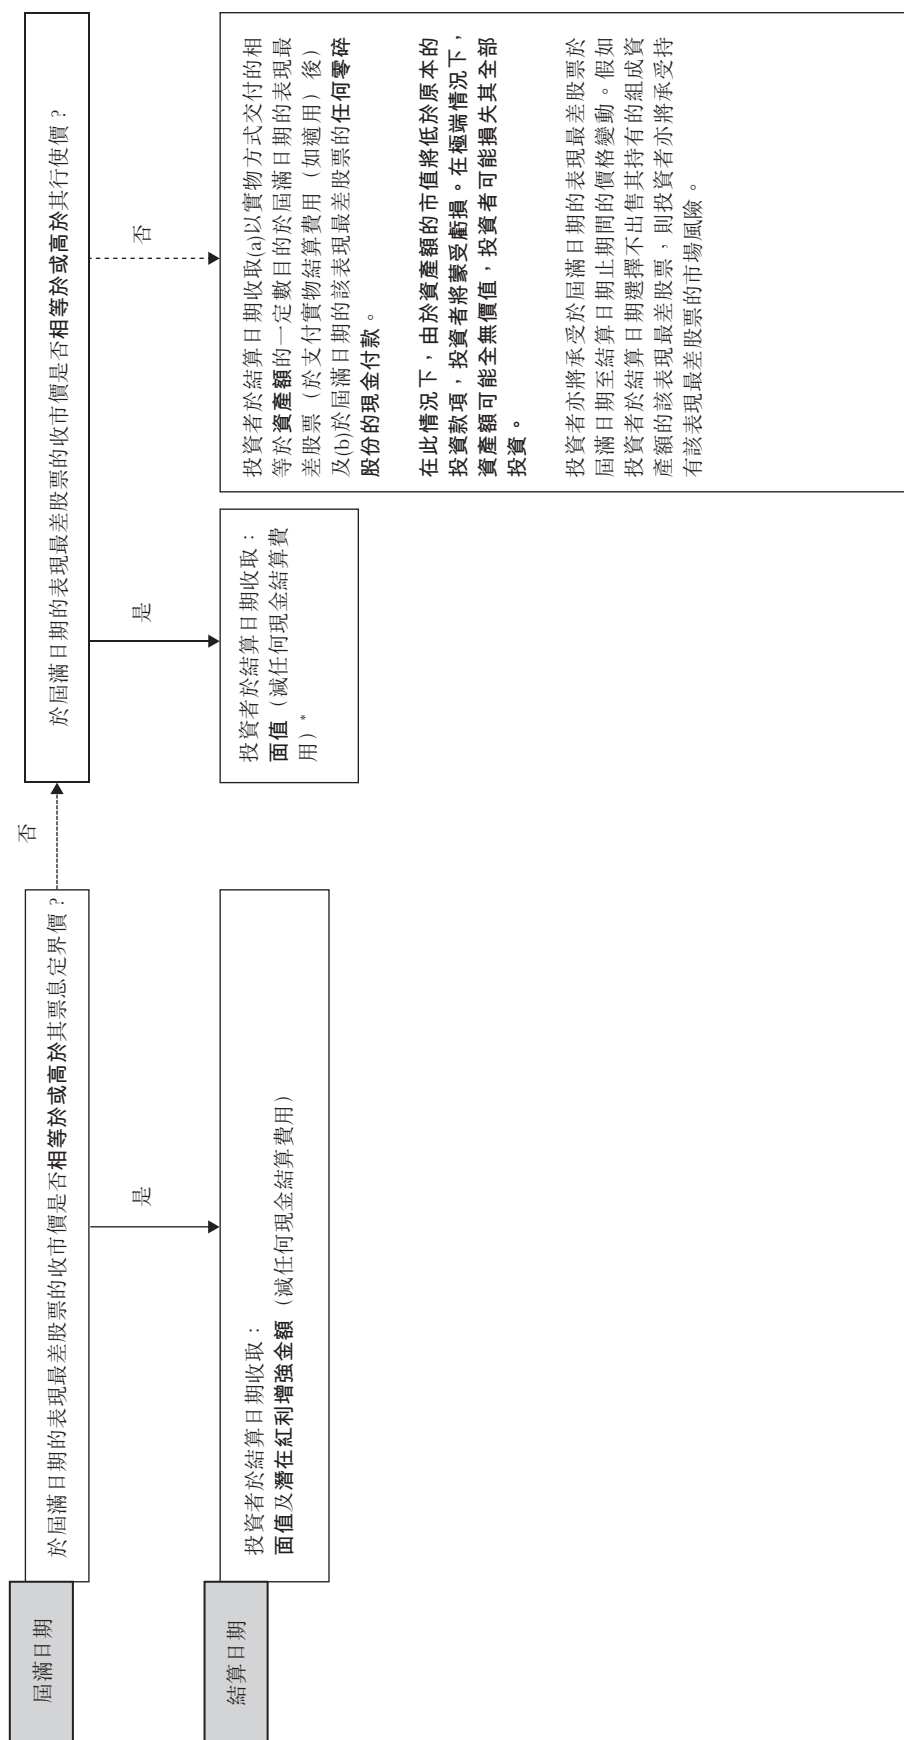 屆滿日期
於屆滿日期的表現最差股票的收市價是否相等於或高於其票息定界價？
否
於屆滿日期的表現最差股票的收市價是否相等於或高於其行使價？
是
是
否
結算日期
投資者於結算日期收取：
面值及潛在紅利增強金額（減任何現金結算費用）
投資者於結算日期收取：
面值（減任何現金結算費
用）*
投資者於結算日期收取(a)以實物方式交付的相
等於資產額的一定數目的於屆滿日期的表現最
差股票（於支付實物結算費用（如適用）後）
及(b)於屆滿日期的該表現最差股票的任何零碎
股份的現金付款。
在此情況下，由於資產額的市值將低於原本的
投資款項，投資者將蒙受虧損。在極端情況下，
資產額可能全無價值，投資者可能損失其全部
投資。
投資者亦將承受於屆滿日期的表現最差股票於
屆滿日期至結算日期止期間的價格變動。假如
投資者於結算日期選擇不出售其持有的組成資
產額的該表現最差股票，則投資者亦將承受持
有該表現最差股票的市場風險。